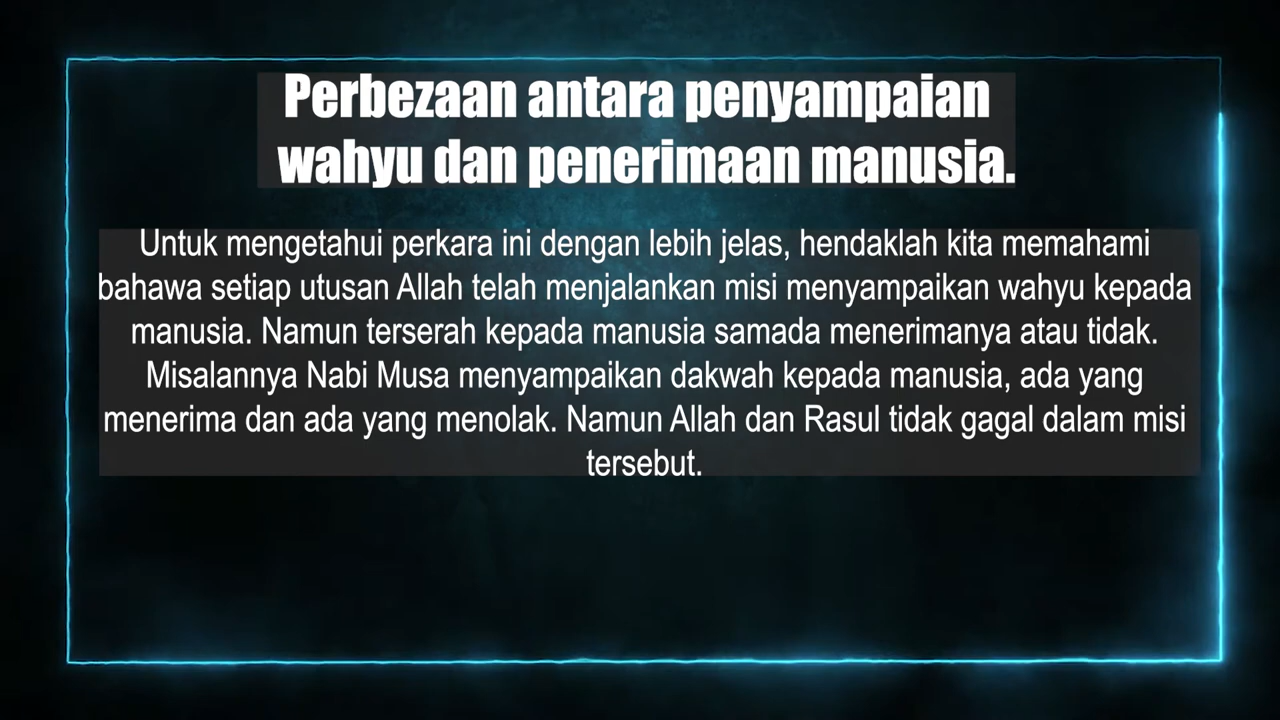 Perbezaan antara penyampaian
wahyu dan penerimaan manusia.
Untuk mengetahui perkara ini dengan lebih jelas, hendaklah kita memahami
bahawa setiap utusan Allah telah menjalankan misi menyampaikan wahyu kepada
manusia. Namun terserah kepada manusia samada menerimanya atau tidak.
Misalannya Nabi Musa menyampaikan dakwah kepada manusia, ada yang
menerima dan ada yang menolak. Namun Allah dan Rasul tidak gagal dalam misi
tersebut.